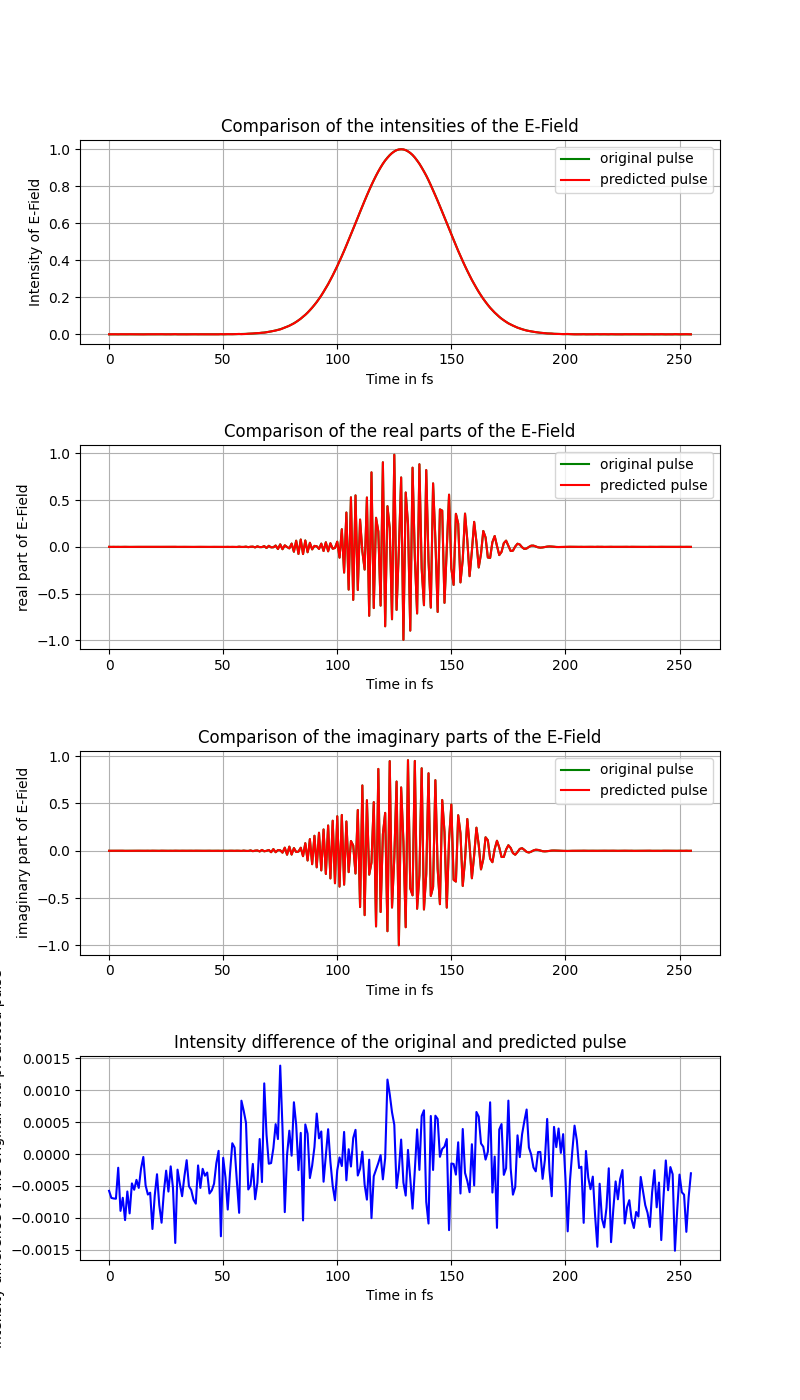 Comparison of the intensities of the E-Field
Intensity of E-Field
1.0
0.8
0.6
0.4
0.2
0.0
original pulse
predicted pulse
0 50 100 150 200 250
Time in fs
Comparison of the real parts of the E-Field
real part of E-Field
1.0
0.5
0.0
−0.5
−1.0
original pulse
predicted pulse
0 50 100 150 200 250
Time in fs
Comparison of the imaginary parts of the E-Field
imaginary part of E-Field
1.0
0.5
0.0
−0.5
−1.0
original pulse
predicted pulse
0 50 100 150 200 250
Time in fs
Intensity difference of the original and predicted pulse
0.0015
0.0010
0.0005
0.0000
−0.0005
−0.0010
−0.0015
0 50 100 150 200 250
Time in fs